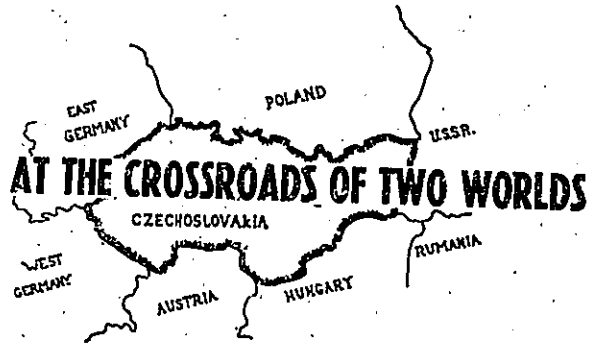 POLAND
EAST
GERMANY
U.S.S.R.
AT THE CROSSROADS OF TWO WORLDS
CZECHOSLOVAKIA
WEST
GERMANY
AUSTRIA
HUNGARY
RUMANIA